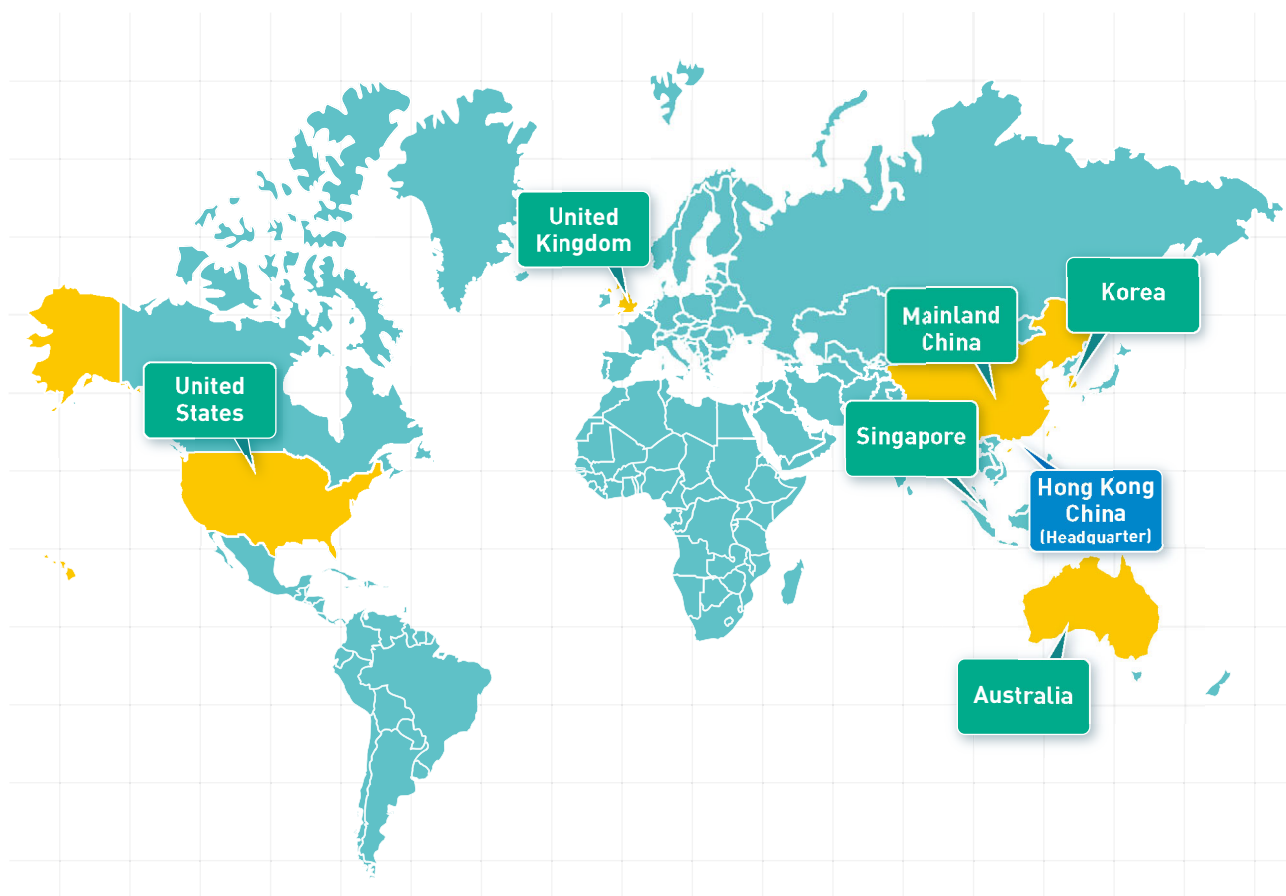 United
Kingdom
Korea
Mainland
China
United
States
Singapore
Hong Kong
China
(Headquarter)
Australia